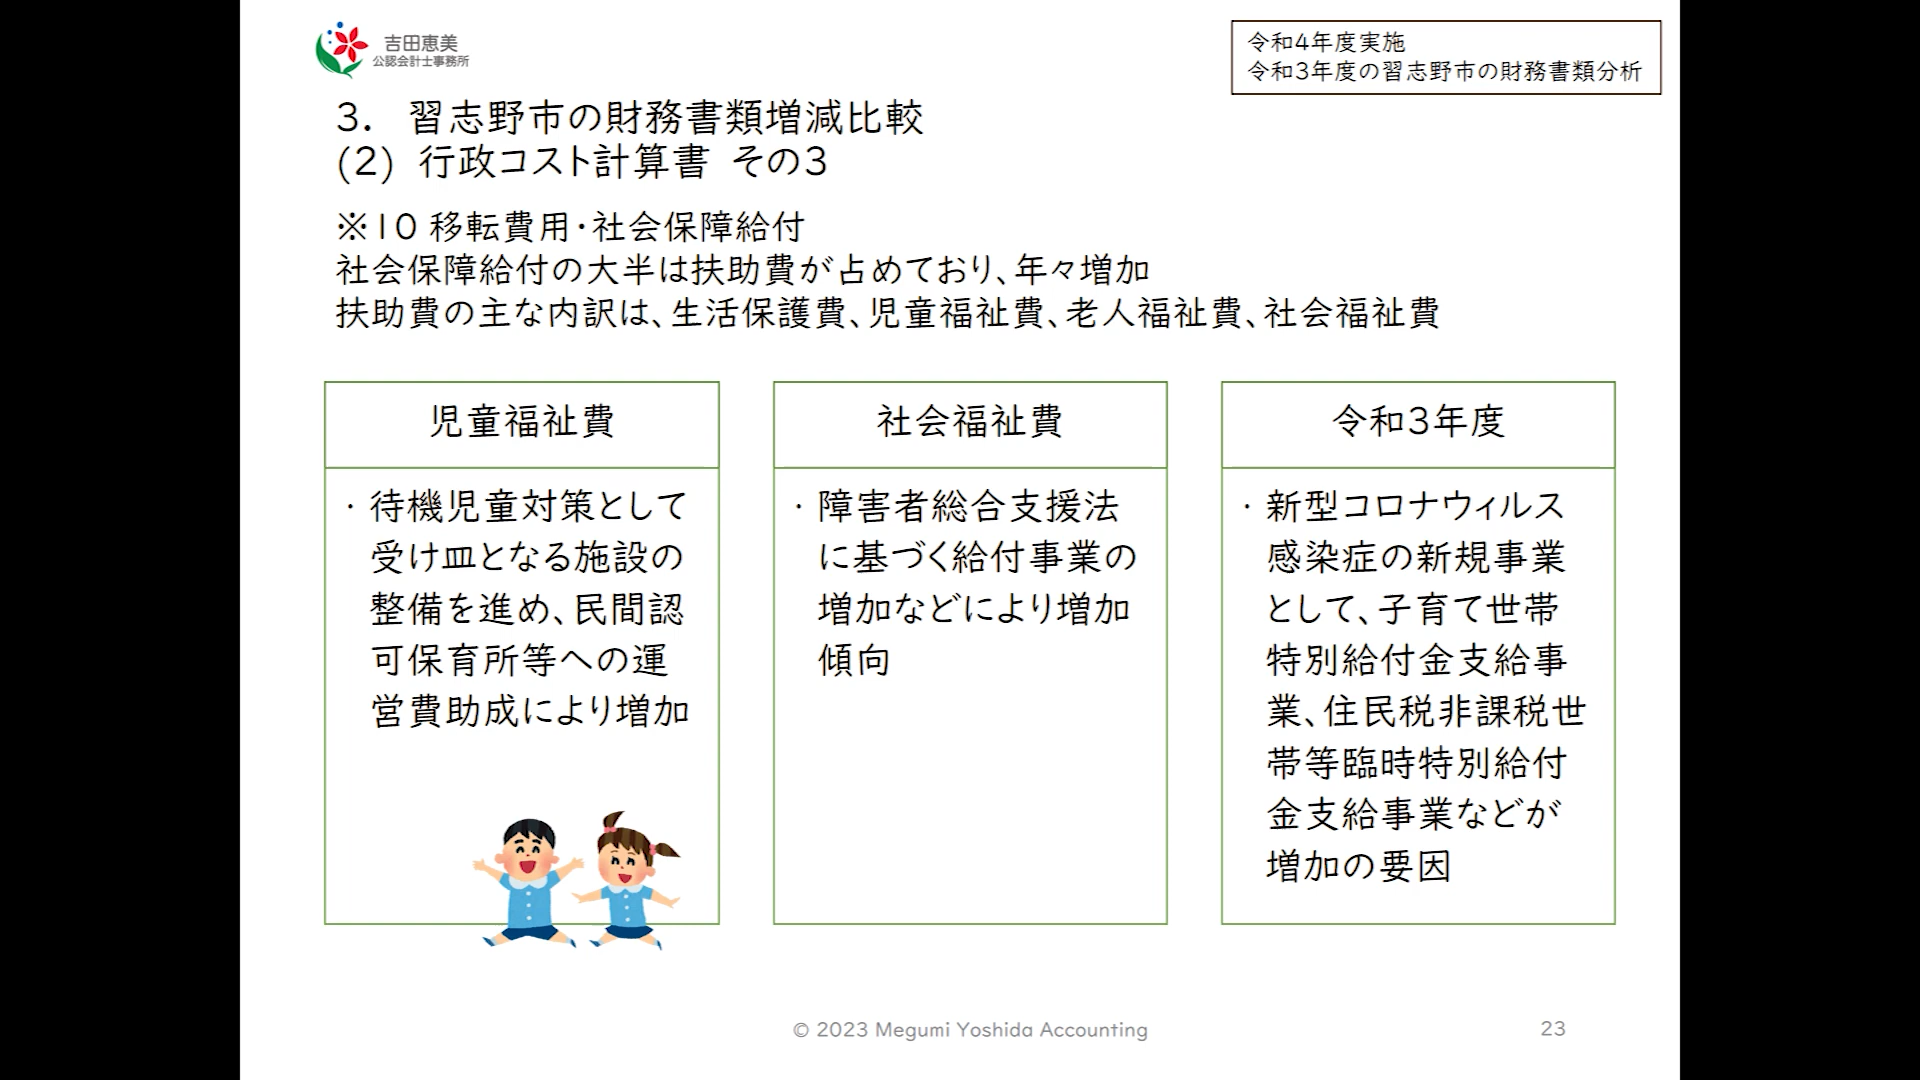 吉田恵美
公認会計士事務所
令和4年度実施
令和3年度の習志野市の財務書類分析
3. 習志野市の財務書類増減比較
(2) 行政コスト計算書 その3
※10 移転費用・社会保障給付
社会保障給付の大半は扶助費が占めており、年々増加
扶助費の主な内訳は、生活保護費、児童福祉費、老人福祉費、社会福祉費
児童福祉費
・待機児童対策として
受け皿となる施設の
整備を進め、民間認
可保育所等への運
営費助成により増加
社会福祉費
・障害者総合支援法
に基づく給付事業の
増加などにより増加
傾向
令和3年度
・新型コロナウィルス
感染症の新規事業
として、子育て世帯
特別給付金支給事
業、住民税非課税世
帯等臨時特別給付
金支給事業などが
増加の要因
© 2023 Megumi Yoshida Accounting
23